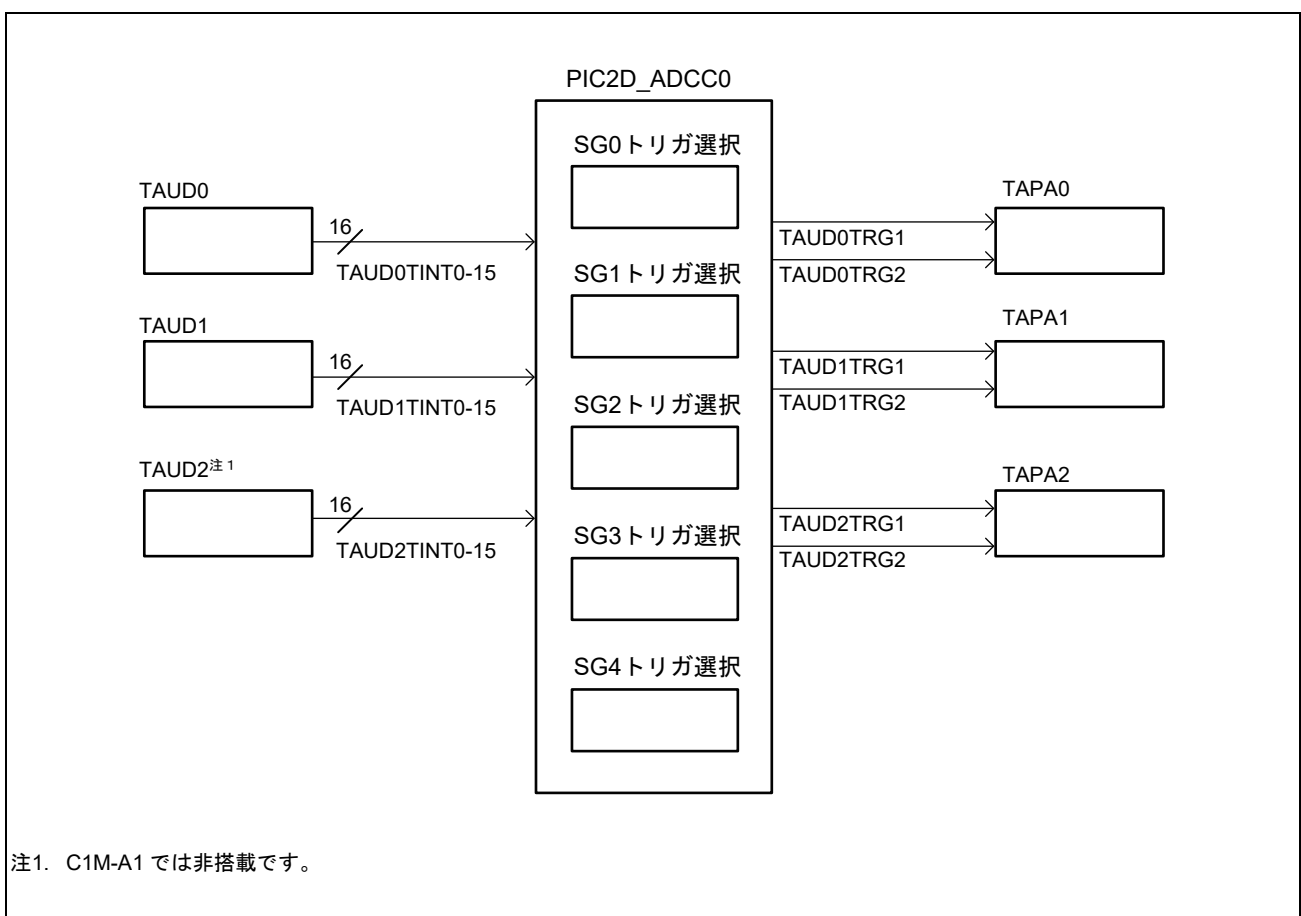 PIC2D_ADCC0
SG0トリガ選択
TAUD0
16
TAUD0TINT0-15
TAUD0TRG1
TAUD0TRG2
TAPA0
SG1トリガ選択
TAUD1
16
TAUD1TINT0-15
TAUD1TRG1
TAUD1TRG2
TAPA1
SG2トリガ選択
TAUD2注1
16
TAUD2TINT0-15
TAUD2TRG1
TAUD2TRG2
TAPA2
SG3トリガ選択
SG4トリガ選択
注1. C1M-A1 では非搭載です。